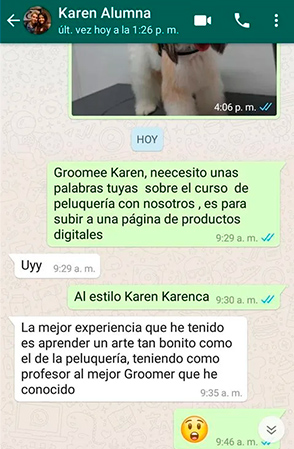 Karen Alumna
últ. vez hoy a la 1:26 p. m.
4:06 p. m.
HOY
Groomee Karen, neecesito unas
palabras tuyas sobre el curso de
peluquería con nosotros , es para
subir a una página de productos
digitales
9:29 a. m.
Uyy
9:29 a. m.
Al estilo Karen Karenca
9:30 a. m.
La mejor experiencia que he tenido
es aprender un arte tan bonito como
el de la peluquería, teniendo como
profesor al mejor Groomer que he
conocido
9:35 a. m.
9:46 a. m.